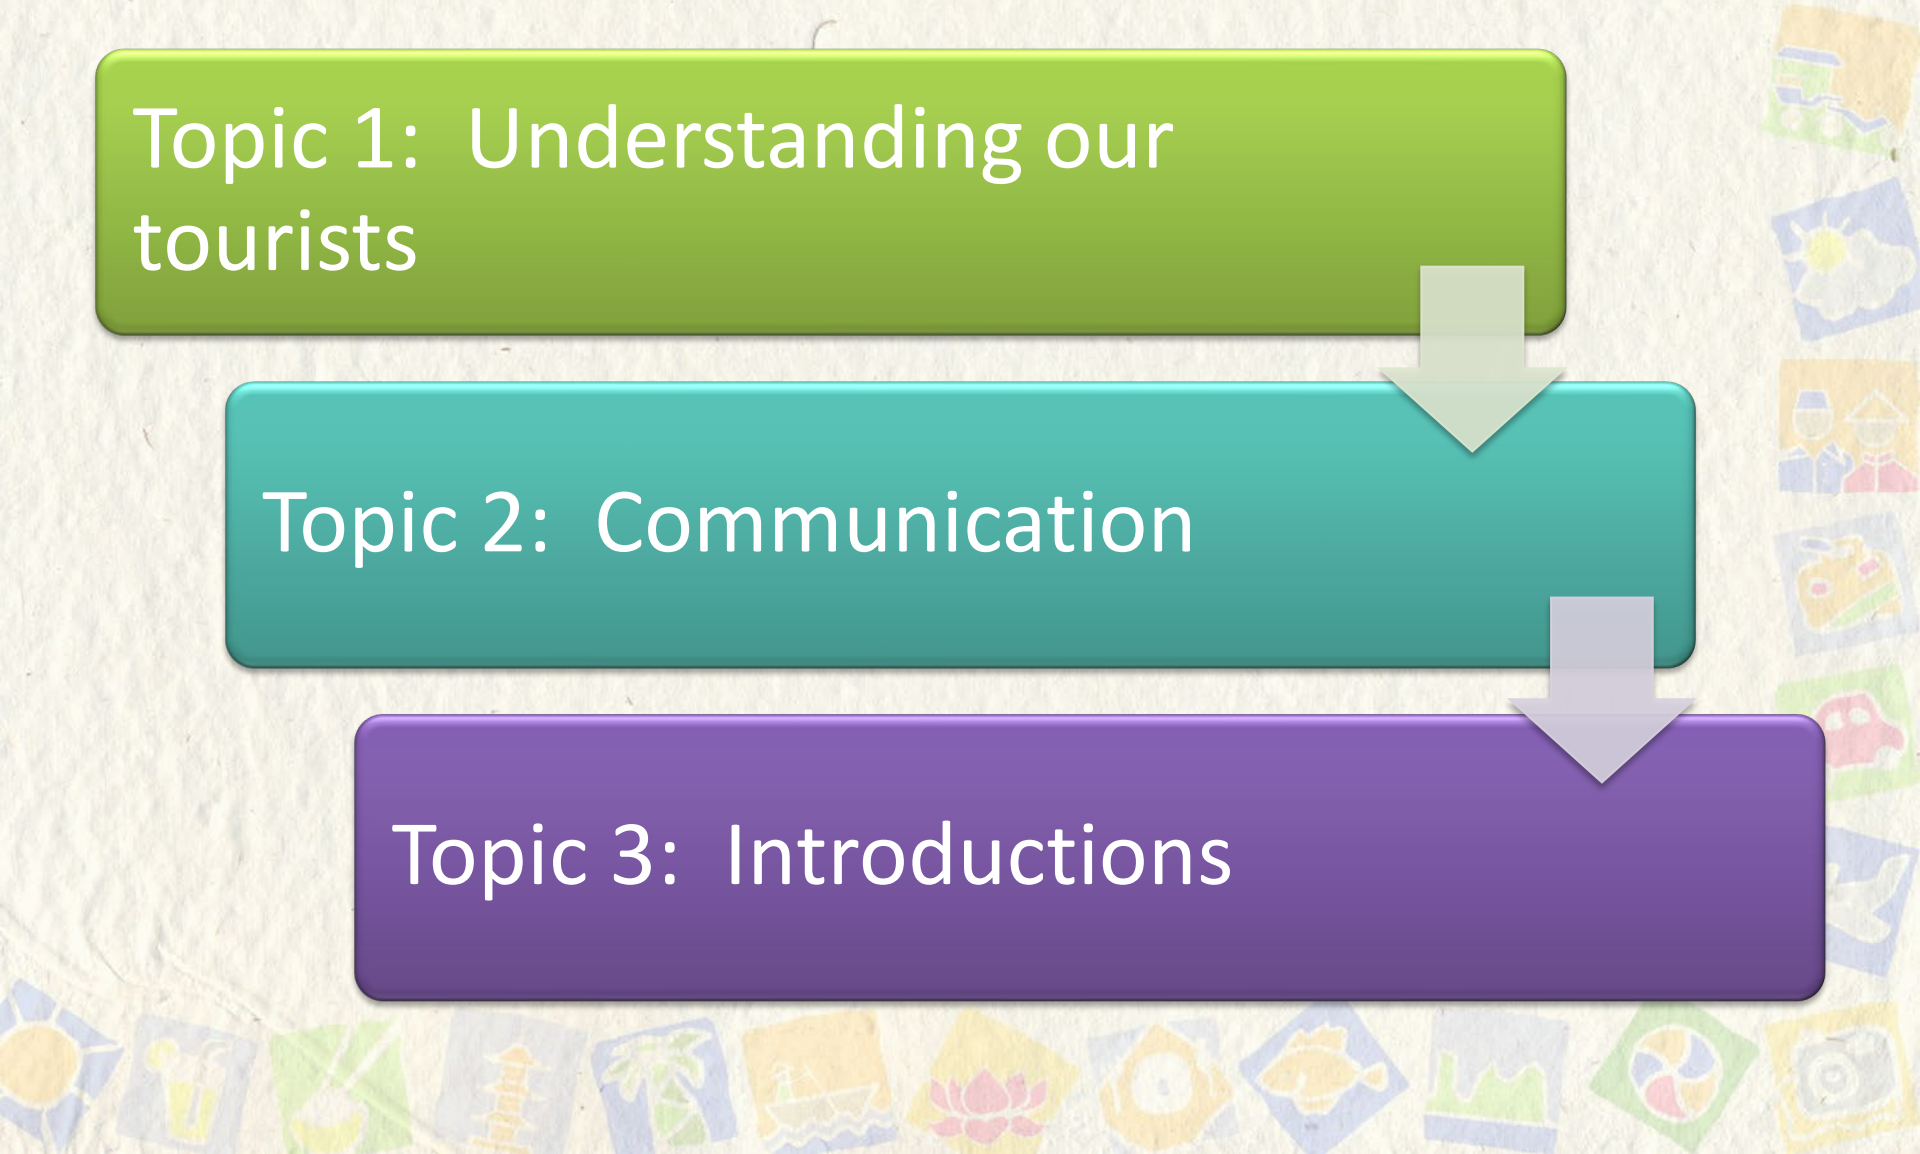 Topic 1:  Understanding our
tourists
Topic 2:  Communication
Topic 3:  Introductions